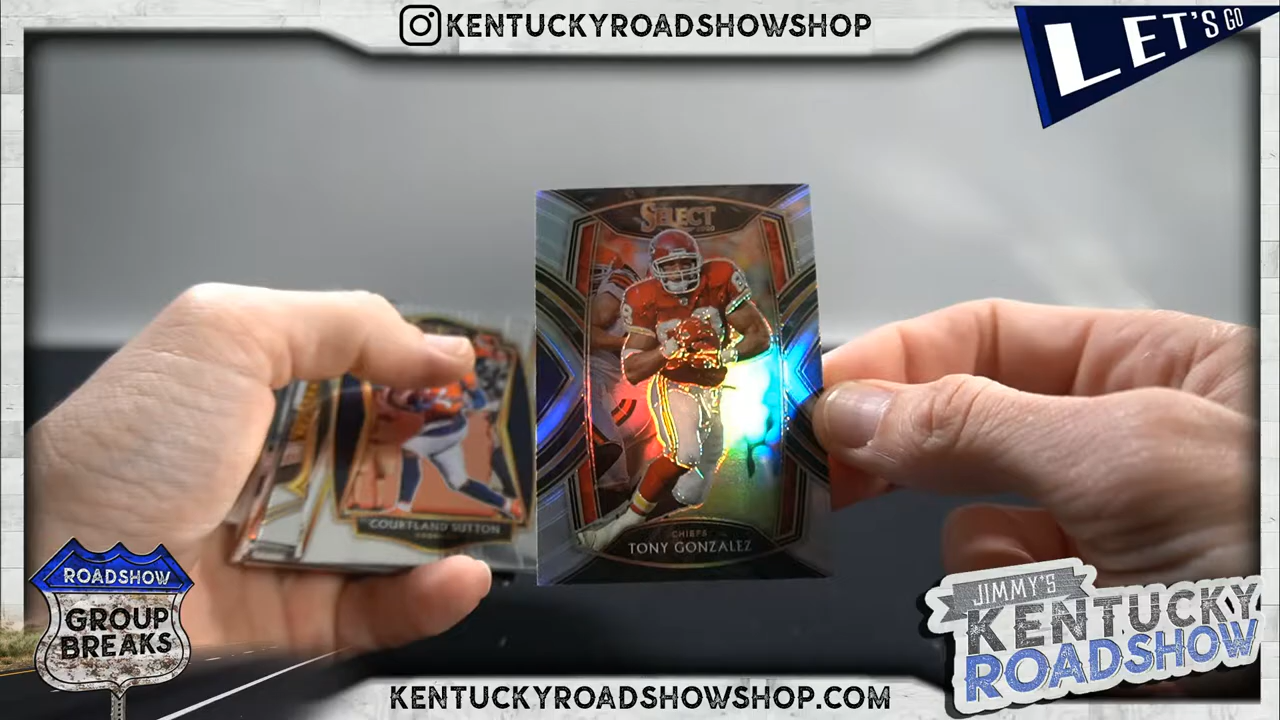 KENTUCKYROADSHOWSHOP
LET'S GO
SELECT
COURTLAND SUTTON
CHIEFS
TONY GONZALEZ
ROADSHOW
GROUP
BREAKS
JIMMY'S
KENTUCKY
ROADSHOW
KENTUCKYROADSHOWSHOP.COM